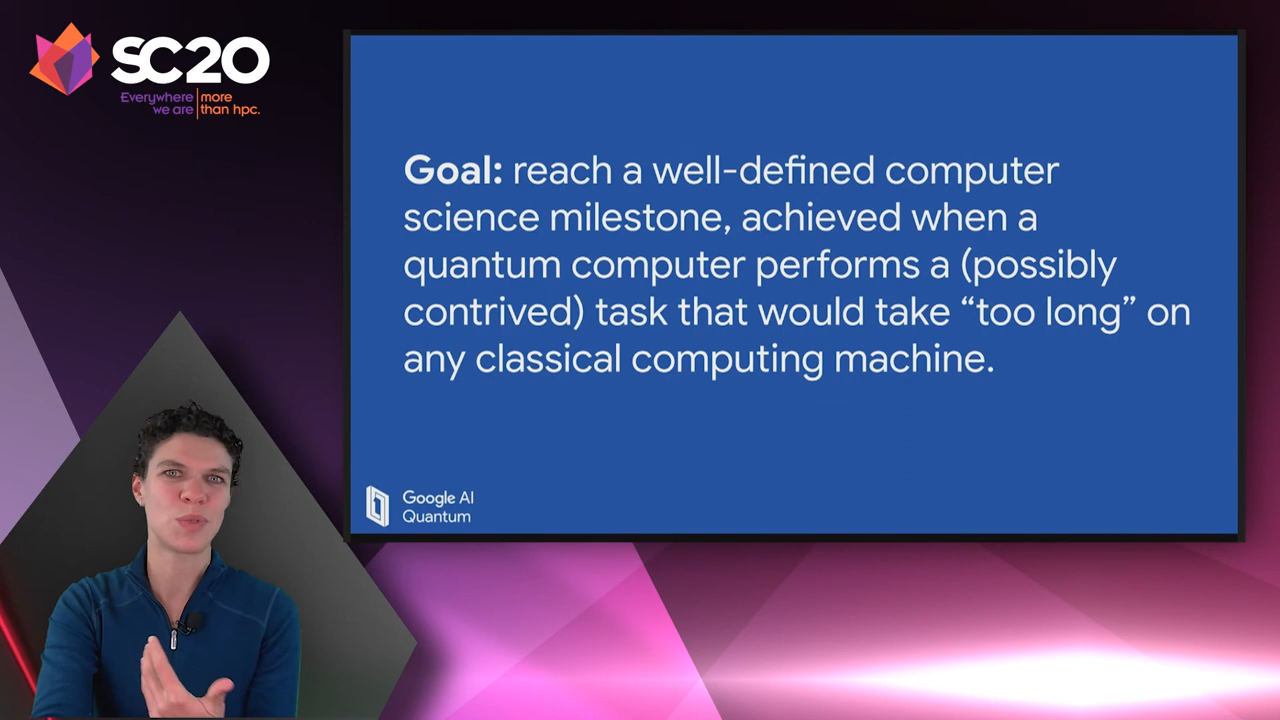 SC20
Everywhere more
we are than hpc.
Goal: reach a well-defined computer
science milestone, achieved when a
quantum computer performs a (possibly
contrived) task that would take “too long” on
any classical computing machine.
Google AI
Quantum